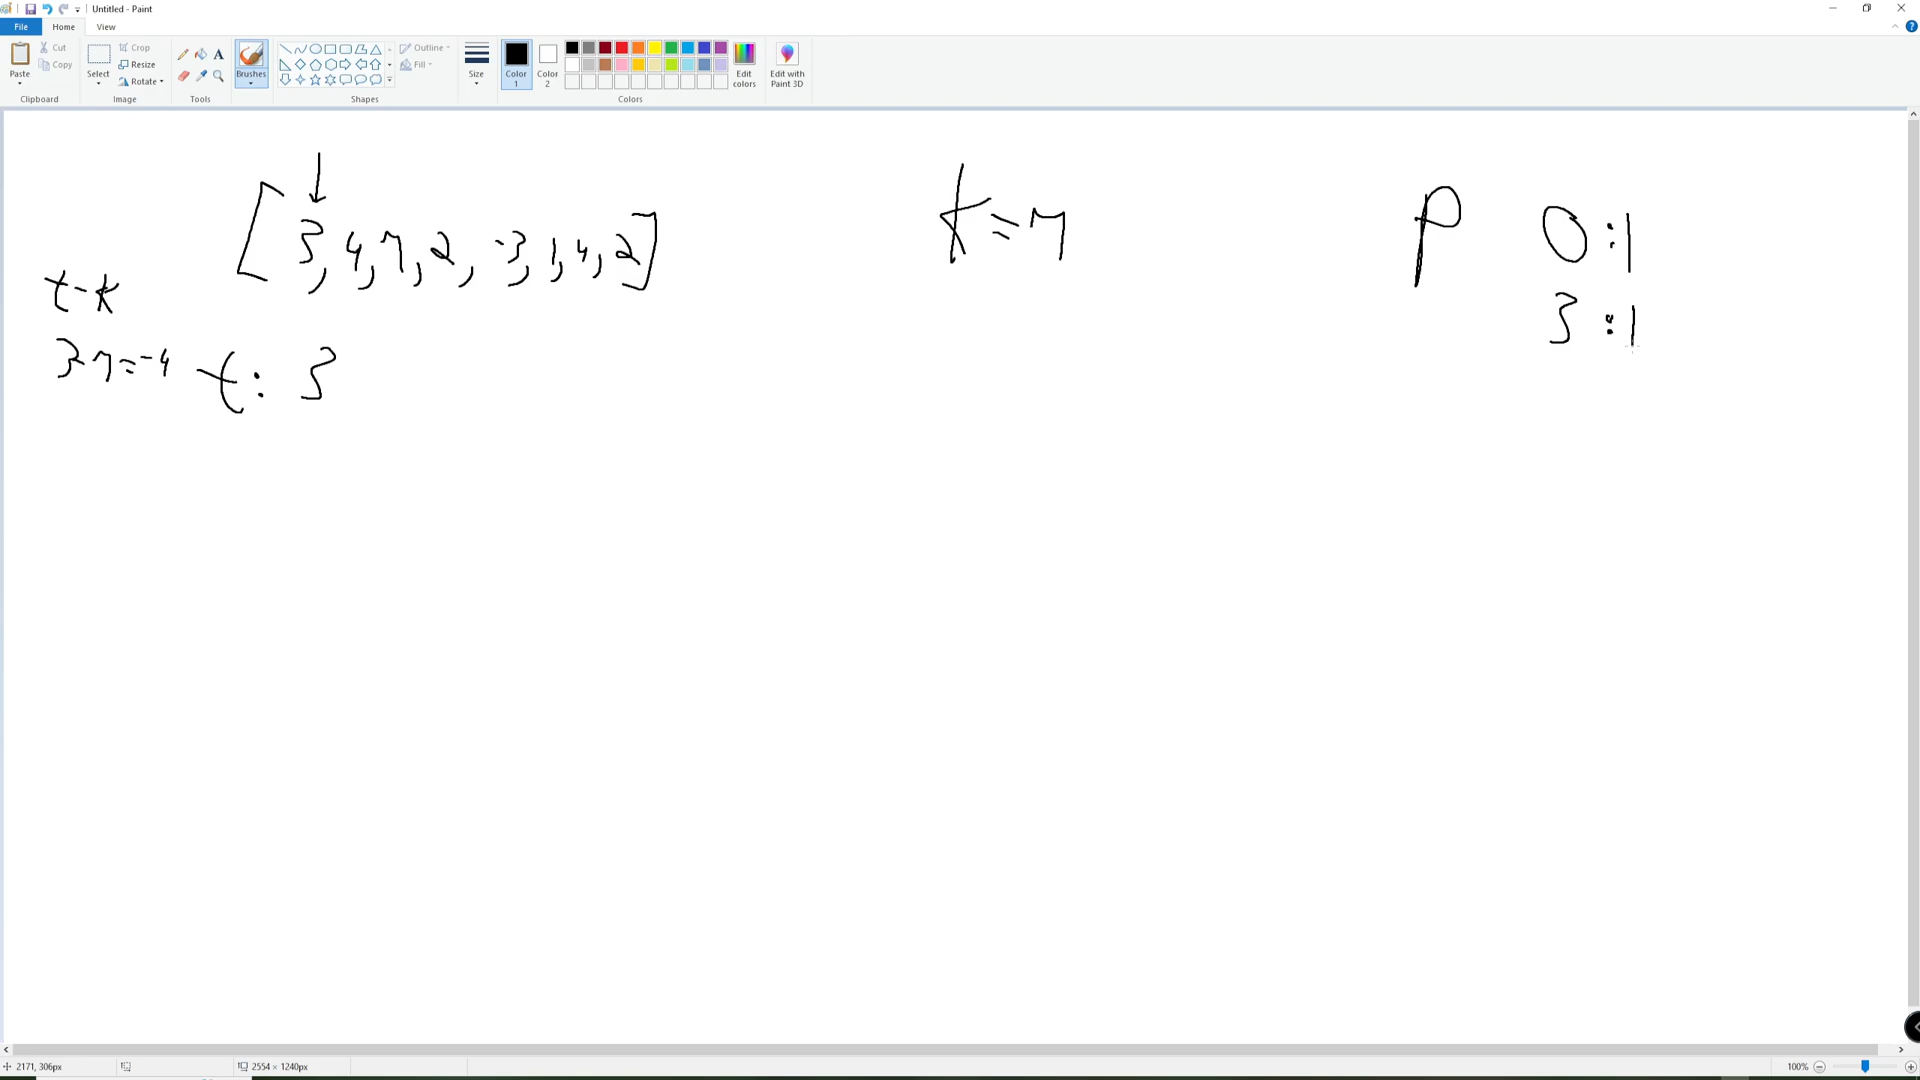 Untitled - Paint
File Home View
Paste
Cut
Copy
Clipboard
Select
Crop
Resize
Rotate
Image
Tools
Brushes
Shapes
Outline
Fill
Size
Color 1
Color 2
Edit colors
Edit with Paint 3D
Colors
[3, 4, 7, 2, -3, 1, 4, 2]
K=7
P 0:1
3:1
t-k
3-7=-4
t: 3
2171, 306px
2554 × 1240px
100%